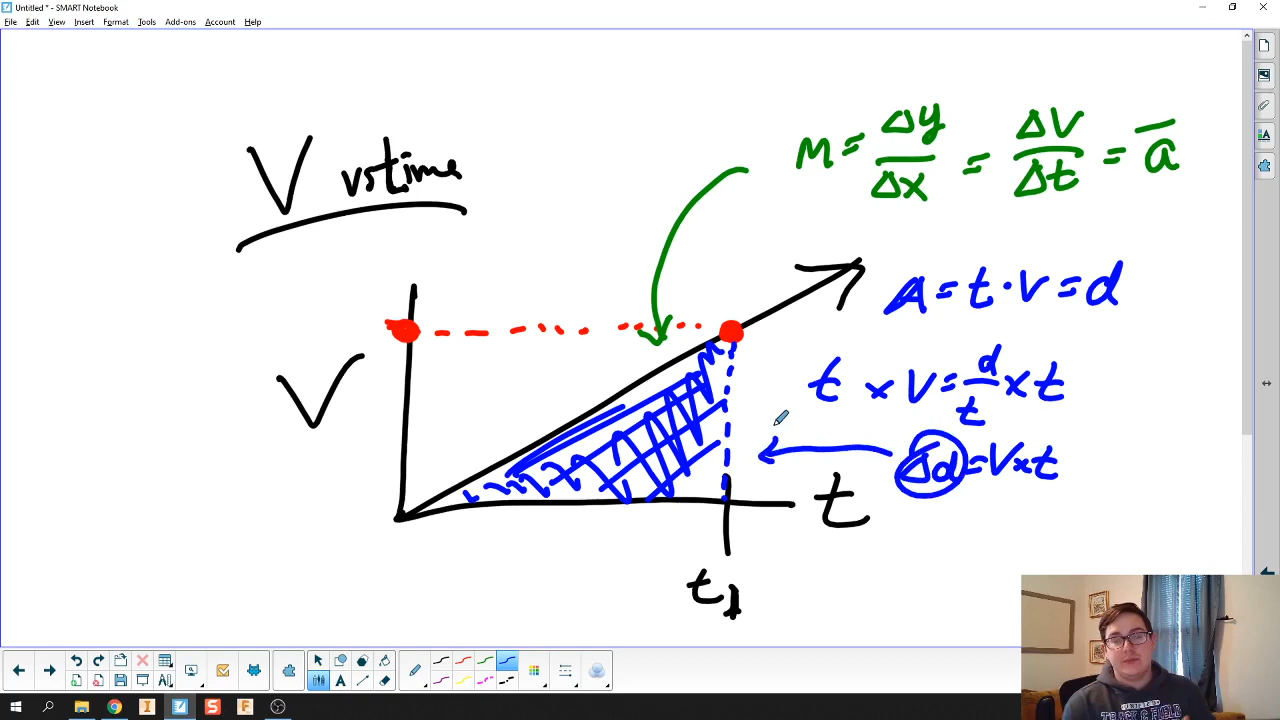 Untitled * - SMART Notebook
File Edit View Insert Format Tools Add-ons Account Help
V vs time
m = Δy/Δx = ΔV/Δt = a̅
A = t · V = d
t × V = d/t × t
Δd = V × t
V
t
t1